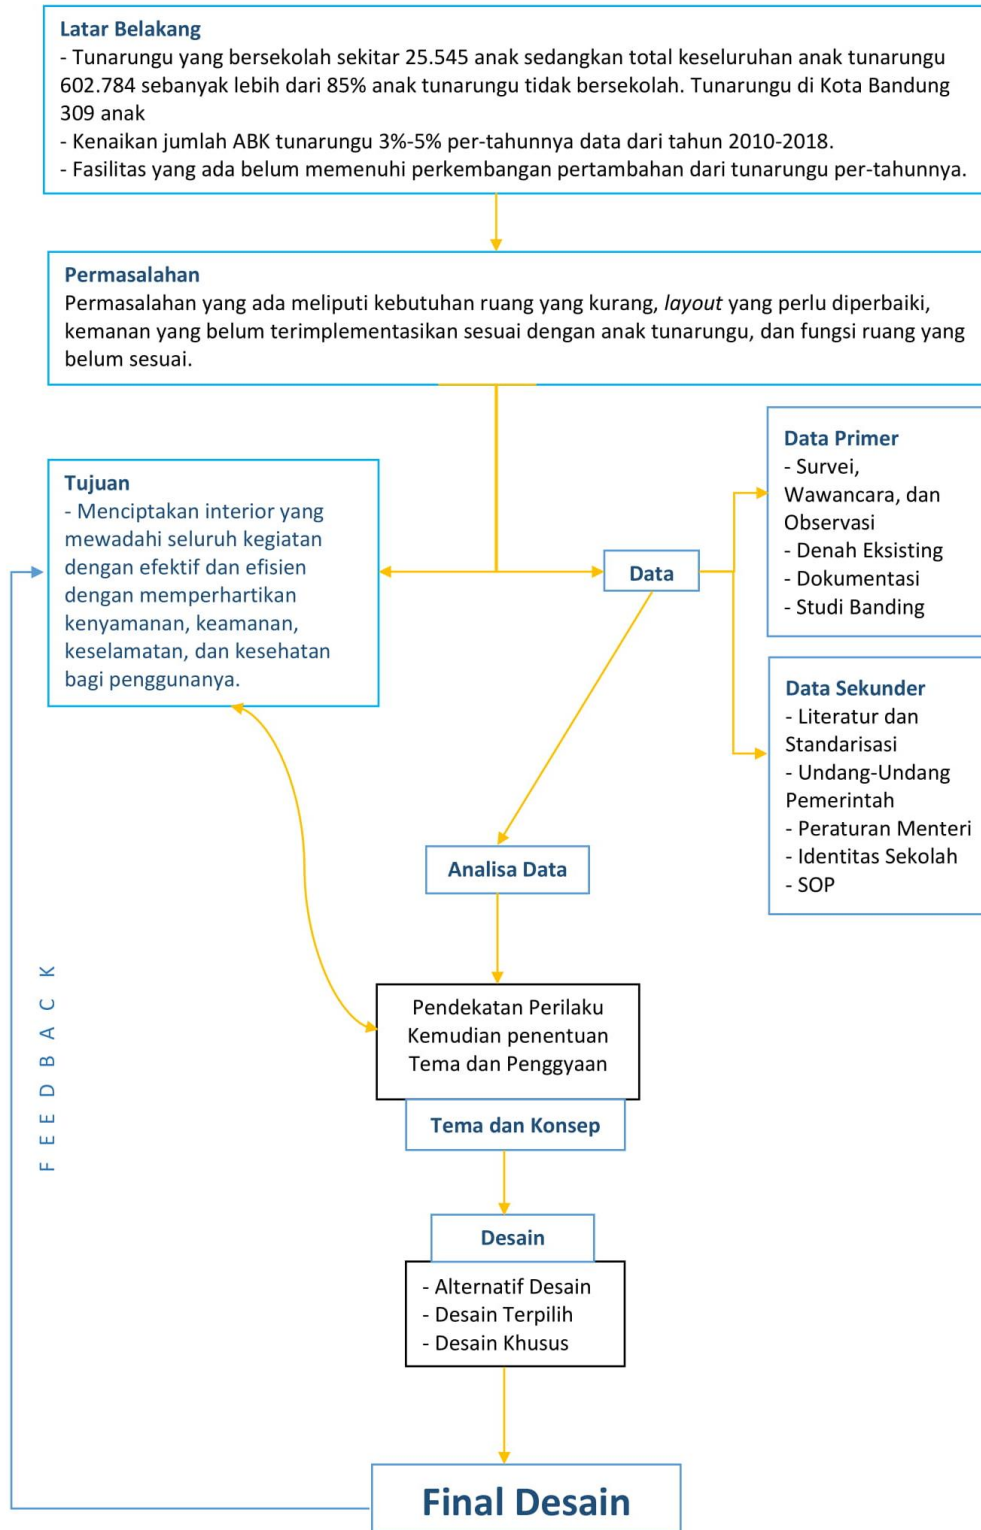 Latar Belakang
- Tunarungu yang bersekolah sekitar 25.545 anak sedangkan total keseluruhan anak tunarungu
602.784 sebanyak lebih dari 85% anak tunarungu tidak bersekolah. Tunarungu di Kota Bandung
309 anak
- Kenaikan jumlah ABK tunarungu 3%-5% per-tahunnya data dari tahun 2010-2018.
- Fasilitas yang ada belum memenuhi perkembangan pertambahan dari tunarungu per-tahunnya.
Permasalahan
Permasalahan yang ada meliputi kebutuhan ruang yang kurang, layout yang perlu diperbaiki,
kemanan yang belum terimplementasikan sesuai dengan anak tunarungu, dan fungsi ruang yang
belum sesuai.
Tujuan
- Menciptakan interior yang
mewadahi seluruh kegiatan
dengan efektif dan efisien
dengan memperhartikan
kenyamanan, keamanan,
keselamatan, dan kesehatan
bagi penggunanya.
Data
Data Primer
- Survei,
Wawancara, dan
Observasi
- Denah Eksisting
- Dokumentasi
- Studi Banding
Data Sekunder
- Literatur dan
Standarisasi
- Undang-Undang
Pemerintah
- Peraturan Menteri
- Identitas Sekolah
- SOP
Analisa Data
Pendekatan Perilaku
Kemudian penentuan
Tema dan Penggyaan
Tema dan Konsep
Desain
- Alternatif Desain
- Desain Terpilih
- Desain Khusus
FEEDBACK
Final Desain